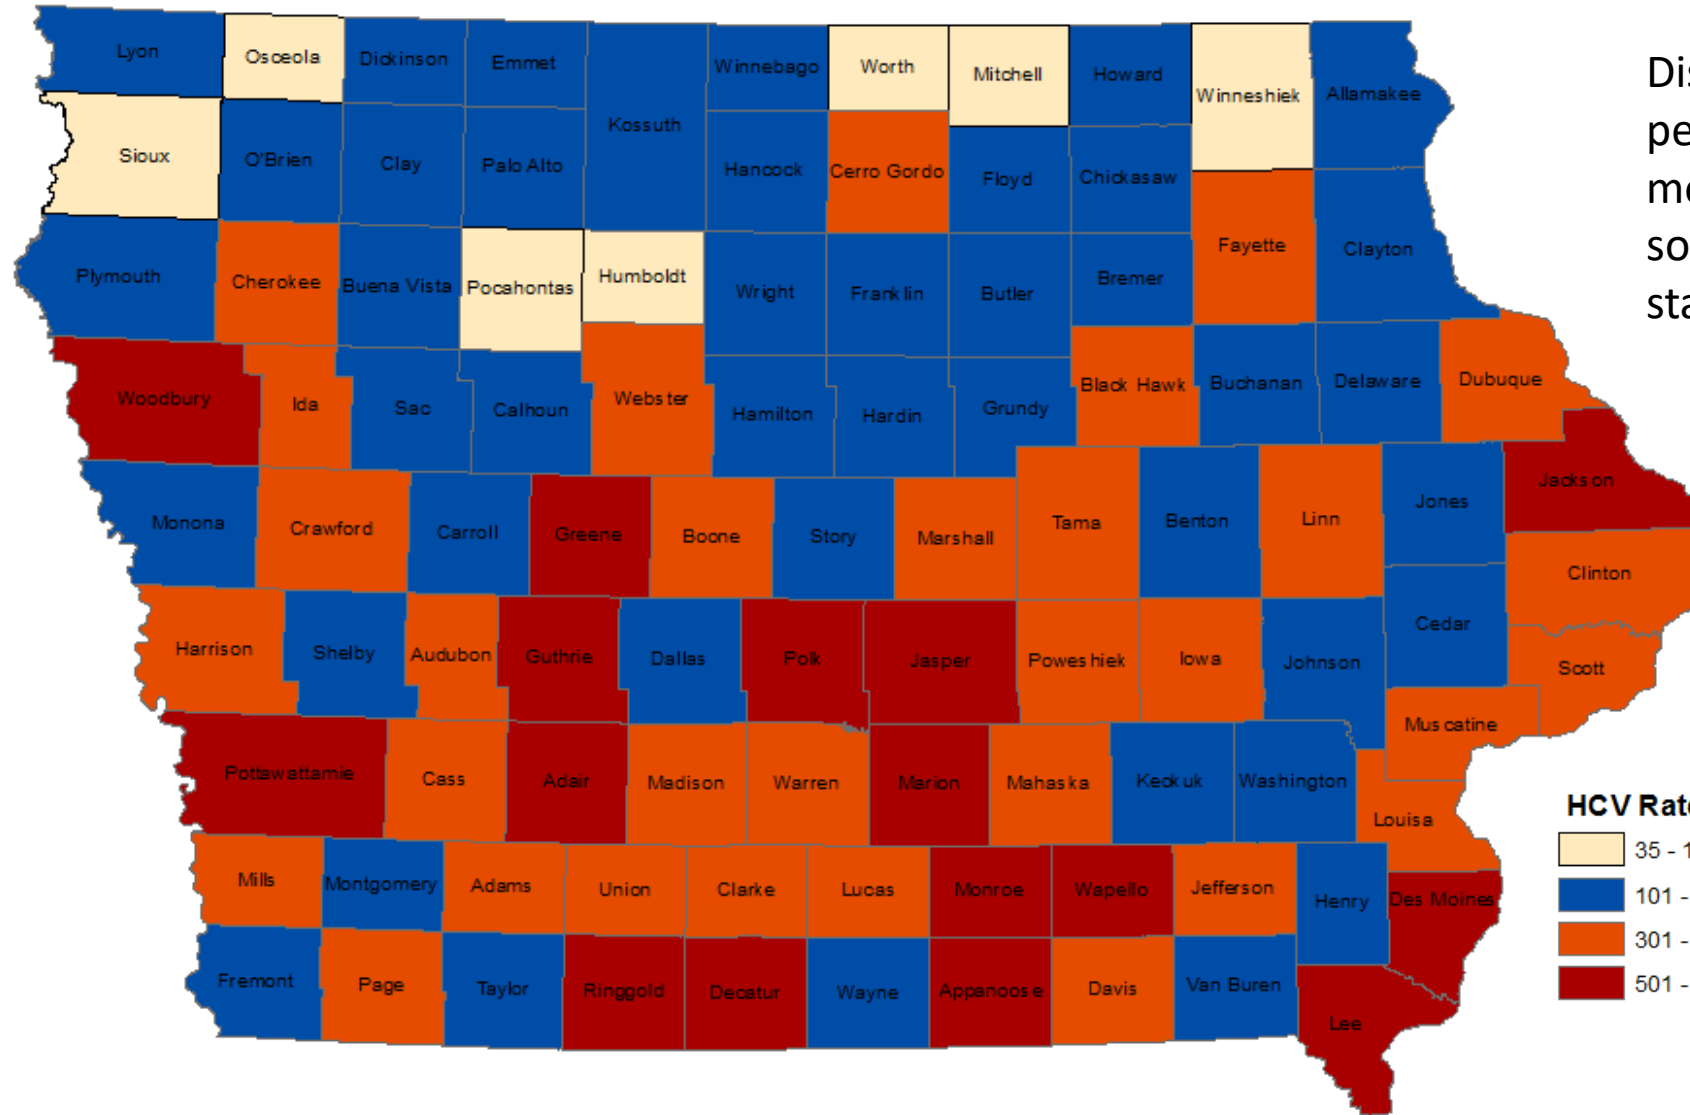 Lyon
Osceola
Dickinson
Emmet
Winnebago
Worth
Mitchell
Howard
Winneshiek
Allamakee
Kossuth
Sioux
O'Brien
Clay
Palo Alto
Hancock
Cerro Gordo
Floyd
Chickasaw
Plymouth
Cherokee
Buena Vista
Pocahontas
Humboldt
Wright
Franklin
Butler
Bremer
Fayette
Clayton
Woodbury
Ida
Sac
Calhoun
Webster
Hamilton
Hardin
Grundy
Black Hawk
Buchanan
Delaware
Dubuque
Monona
Crawford
Carroll
Greene
Boone
Story
Marshall
Tama
Benton
Linn
Jones
Jackson
Clinton
Harrison
Shelby
Audubon
Guthrie
Dallas
Polk
Jasper
Poweshiek
Iowa
Johnson
Cedar
Scott
Muscatine
Pottawattamie
Cass
Adair
Madison
Warren
Marion
Mahaska
Keokuk
Washington
Louisa
Mills
Montgomery
Adams
Union
Clarke
Lucas
Monroe
Wapello
Jefferson
Henry
Des Moines
Fremont
Page
Taylor
Ringgold
Decatur
Wayne
Appanoose
Davis
Van Buren
Lee
HCV
35 -
101 -
301 -
501 -